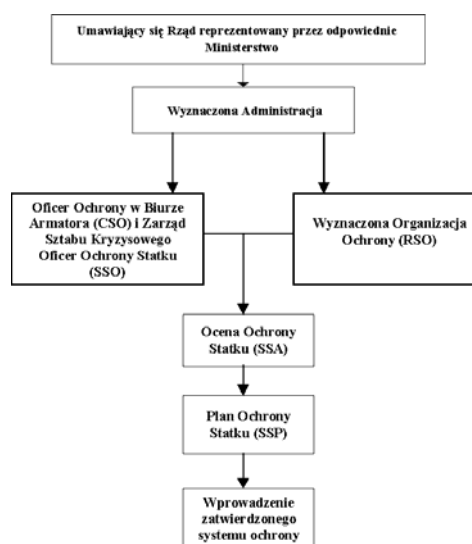 Umawiający się Rząd reprezentowany przez odpowiednie
Ministerstwo
Wyznaczona Administracja
Oficer Ochrony w Biurze
Armatora (CSO) i Zarząd
Sztabu Kryzysowego
Oficer Ochrony Statku
(SSO)
Wyznaczona Organizacja
Ochrony (RSO)
Ocena Ochrony
Statku (SSA)
Plan Ochrony
Statku (SSP)
Wprowadzenie
zatwierdzonego
systemu ochrony